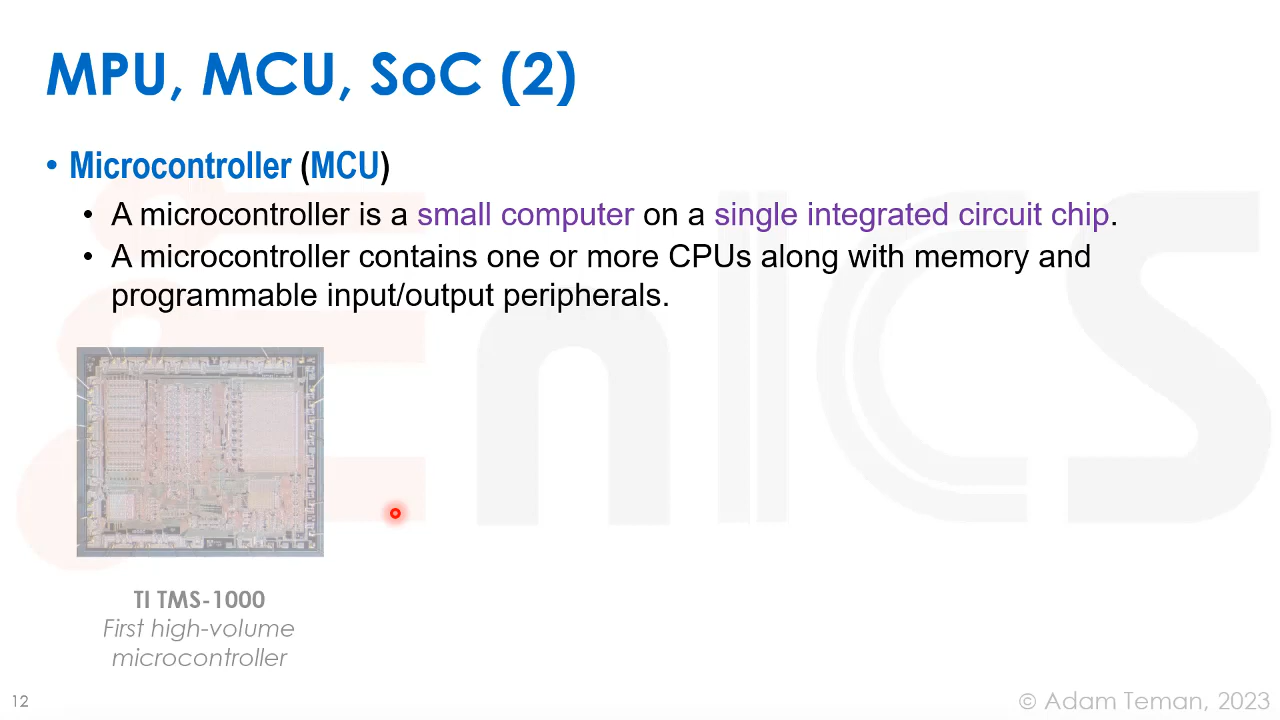 MPU, MCU, SoC (2)
• Microcontroller (MCU)
• A microcontroller is a small computer on a single integrated circuit chip.
• A microcontroller contains one or more CPUs along with memory and
programmable input/output peripherals.
EnICS
TI TMS-1000
First high-volume
microcontroller
12
© Adam Teman, 2023